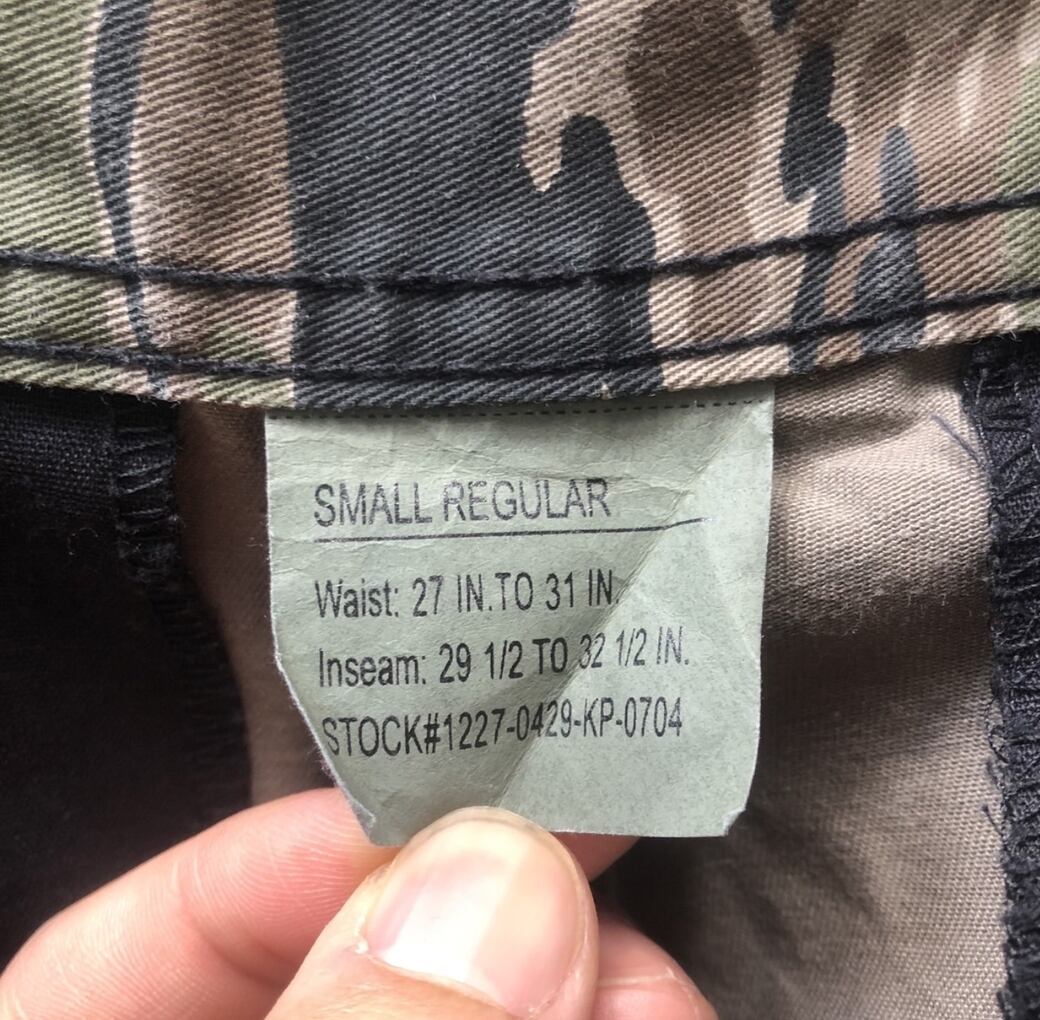 SMALL REGULAR
Waist: 27 IN.TO 31 IN.
Inseam: 29 1/2 TO 32 1/2 IN.
STOCK#1227-0429-KP-0704